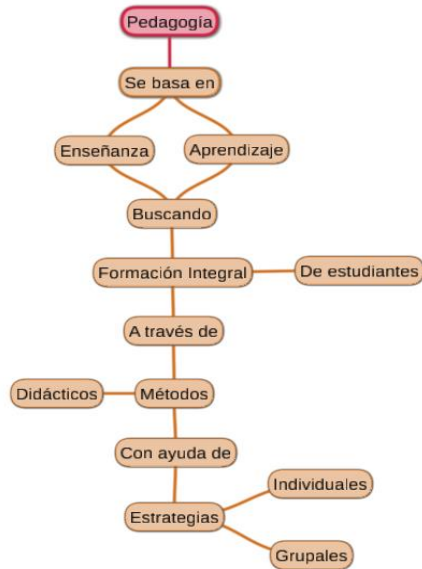 Pedagogía
Se basa en
Enseñanza
Aprendizaje
Buscando
Formación Integral
De estudiantes
A través de
Didácticos
Métodos
Con ayuda de
Individuales
Estrategias
Grupales